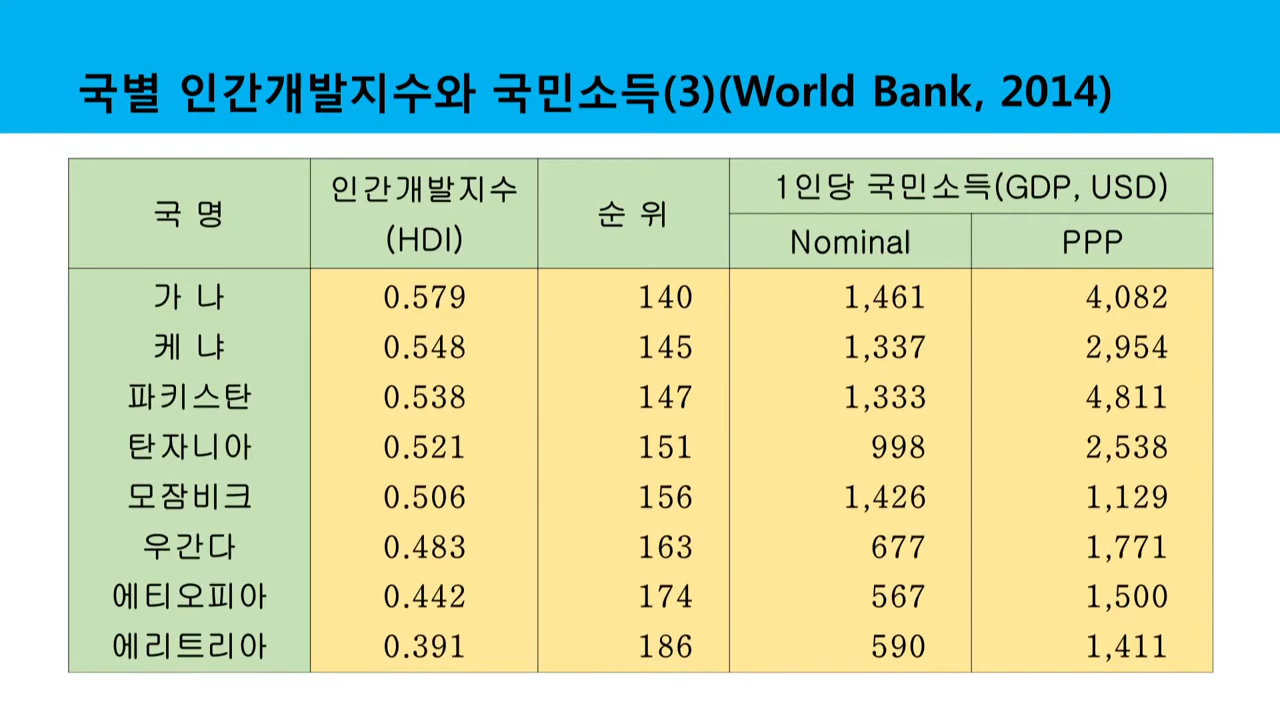 국별 인간개발지수와 국민소득(3)(World Bank, 2014)
국 명 인간개발지수 (HDI) 순 위 1인당 국민소득(GDP, USD)
Nominal PPP
가 나 0.579 140 1,461 4,082
케 냐 0.548 145 1,337 2,954
파키스탄 0.538 147 1,333 4,811
탄자니아 0.521 151 998 2,538
모잠비크 0.506 156 1,426 1,129
우간다 0.483 163 677 1,771
에티오피아 0.442 174 567 1,500
에리트리아 0.391 186 590 1,411